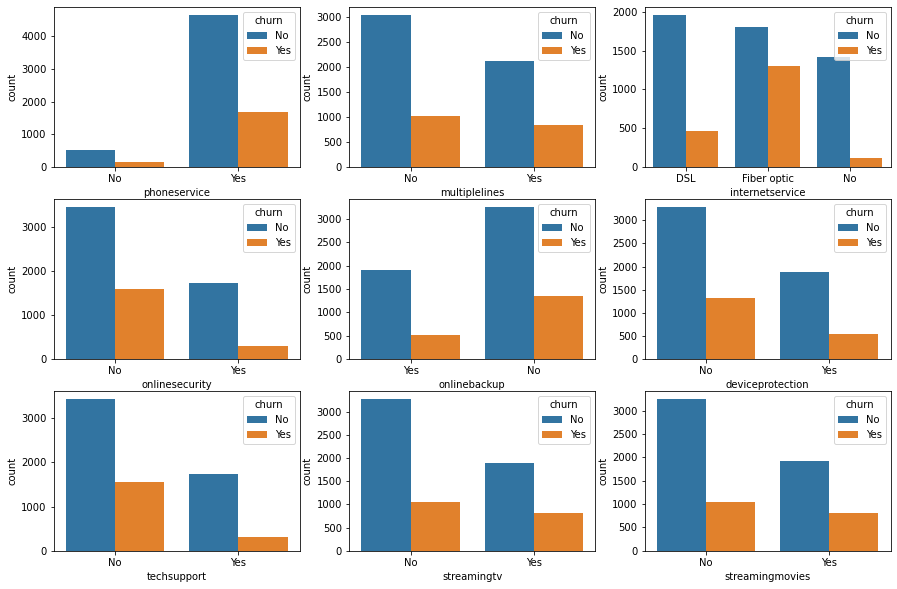 churn
No
Yes
4000
3000
2000
1000
0
count
No Yes
phoneservice
churn
No
Yes
3000
2500
2000
1500
1000
500
0
count
No Yes
multiplelines
churn
No
Yes
2000
1500
1000
500
0
count
DSL Fiber optic No
internetservice
churn
No
Yes
3000
2000
1000
0
count
No Yes
onlinesecurity
churn
No
Yes
3000
2500
2000
1500
1000
500
0
count
Yes No
onlinebackup
churn
No
Yes
3000
2500
2000
1500
1000
500
0
count
No Yes
deviceprotection
churn
No
Yes
3000
2000
1000
0
count
No Yes
techsupport
churn
No
Yes
3000
2500
2000
1500
1000
500
0
count
No Yes
streamingtv
churn
No
Yes
3000
2500
2000
1500
1000
500
0
count
No Yes
streamingmovies